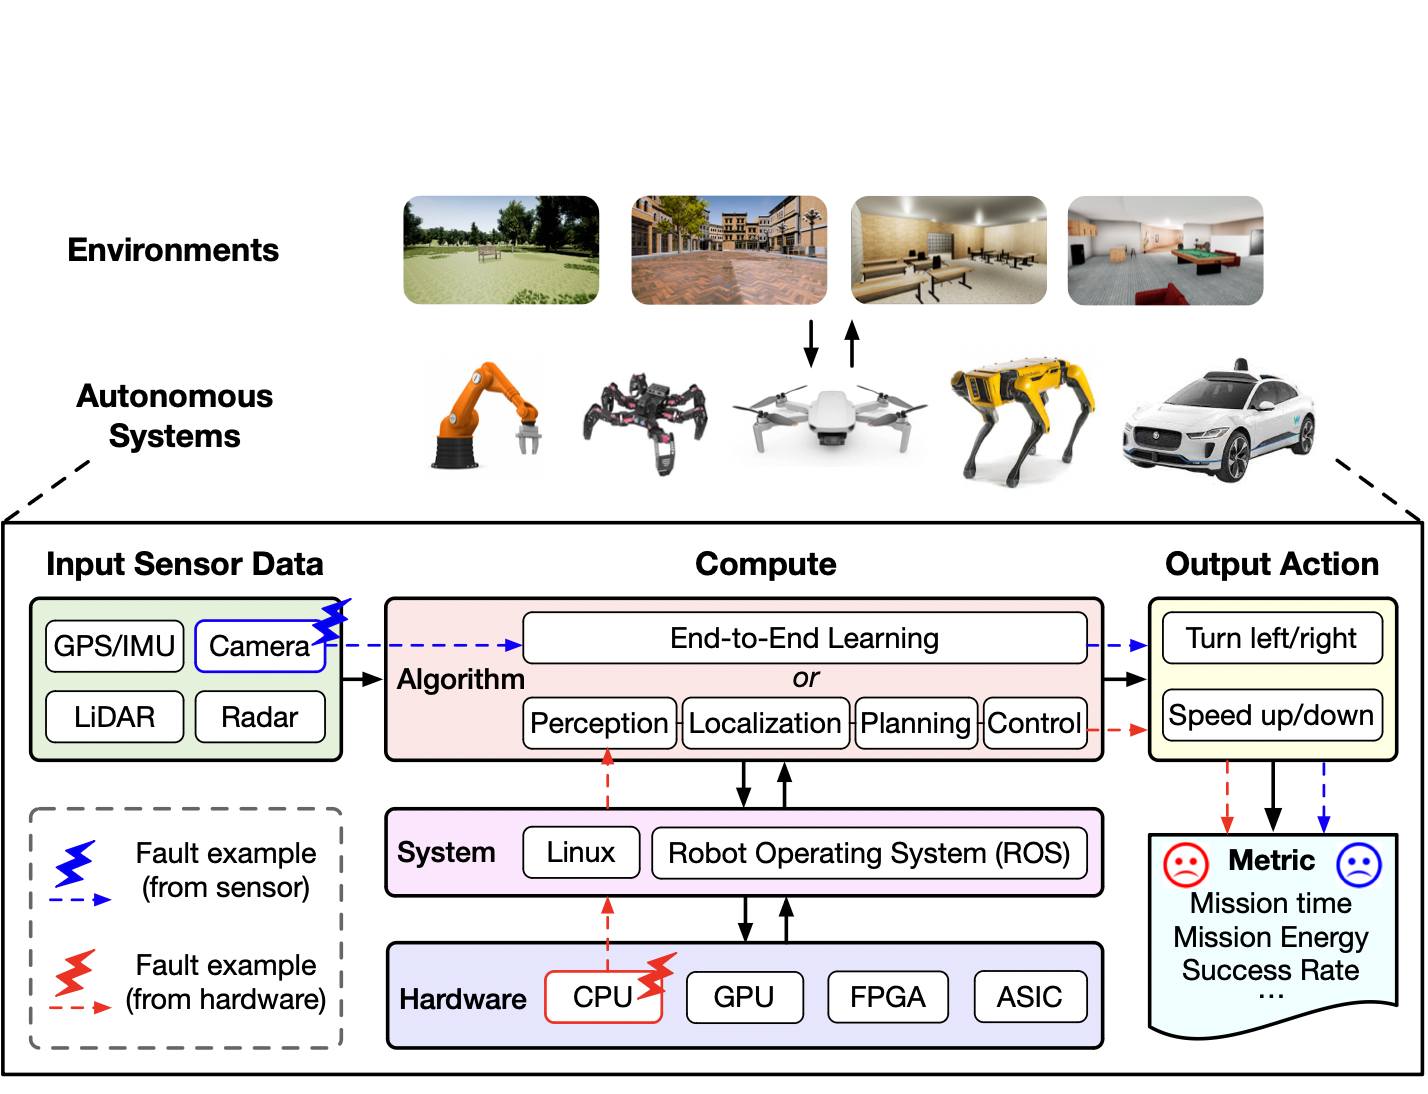 Environments
Autonomous
Systems
Input Sensor Data
Compute
Output Action
GPS/IMU
Camera
LiDAR
Radar
Algorithm
End-to-End Learning
or
Perception
Localization
Planning
Control
Turn left/right
Speed up/down
Fault example
(from sensor)
Fault example
(from hardware)
System
Linux
Robot Operating System (ROS)
Hardware
CPU
GPU
FPGA
ASIC
Metric
Mission time
Mission Energy
Success Rate
...